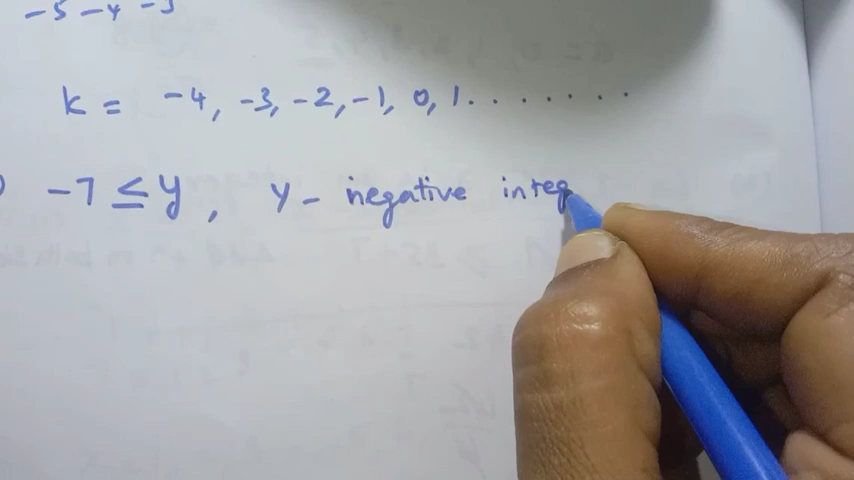 -5 -4 -3
k = -4, -3, -2, -1, 0, 1.......
) -7 ≤ y, y - negative integ